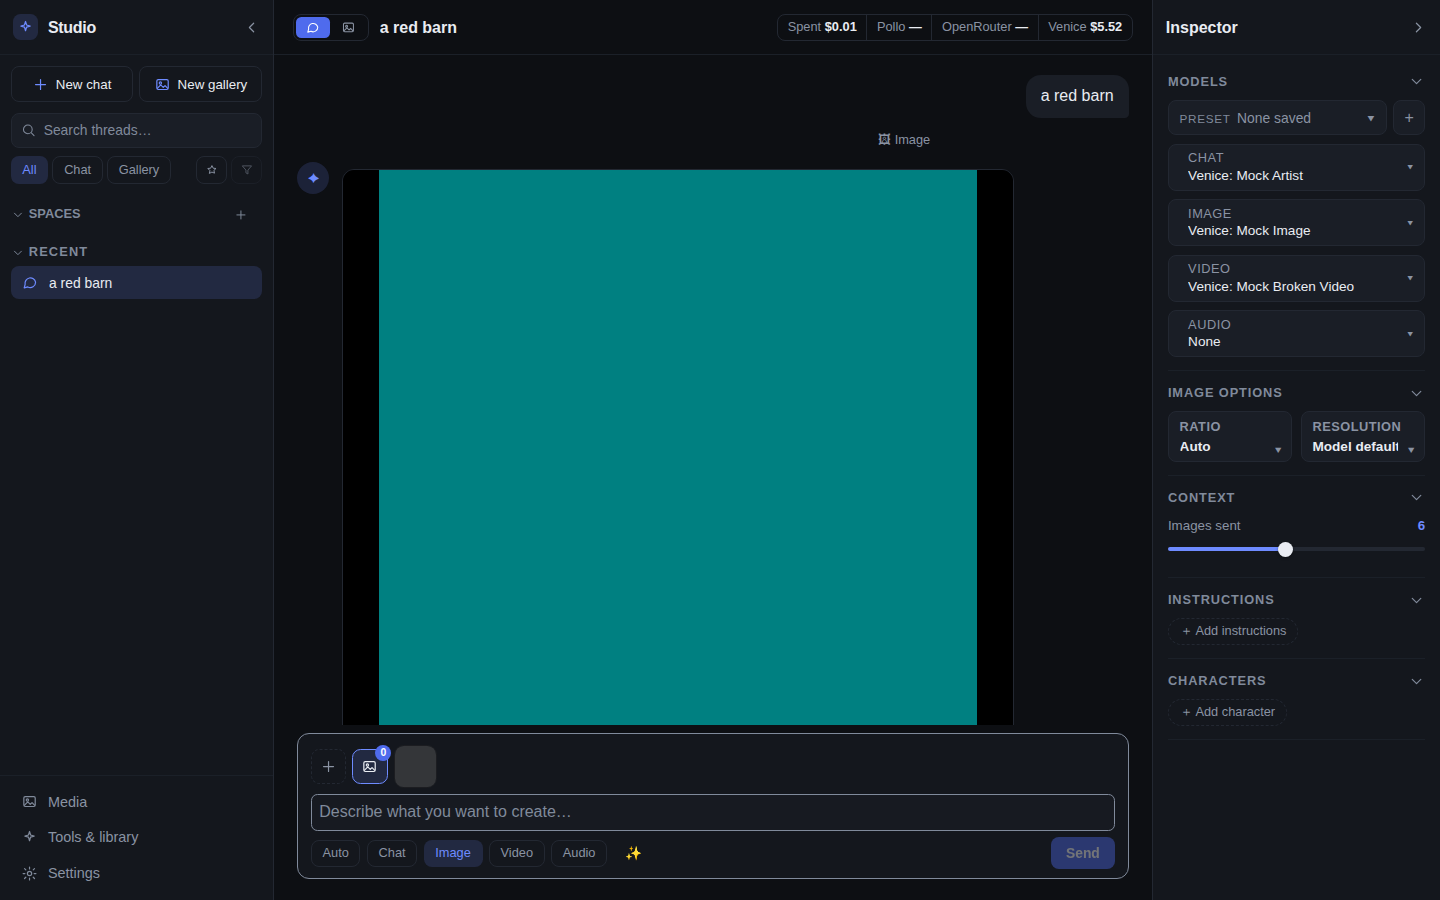 Studio
New chat
New gallery
Search threads…
All
Chat
Gallery
SPACES
RECENT
a red barn
Media
Tools & library
Settings
a red barn
Spent $0.01
Pollo —
OpenRouter —
Venice $5.52
a red barn
Image
0
Describe what you want to create…
Auto
Chat
Image
Video
Audio
Send
Inspector
MODELS
PRESET None saved
+
CHAT
Venice: Mock Artist
IMAGE
Venice: Mock Image
VIDEO
Venice: Mock Broken Video
AUDIO
None
IMAGE OPTIONS
RATIO
Auto
RESOLUTION
Model default
CONTEXT
Images sent 6
INSTRUCTIONS
+ Add instructions
CHARACTERS
+ Add character